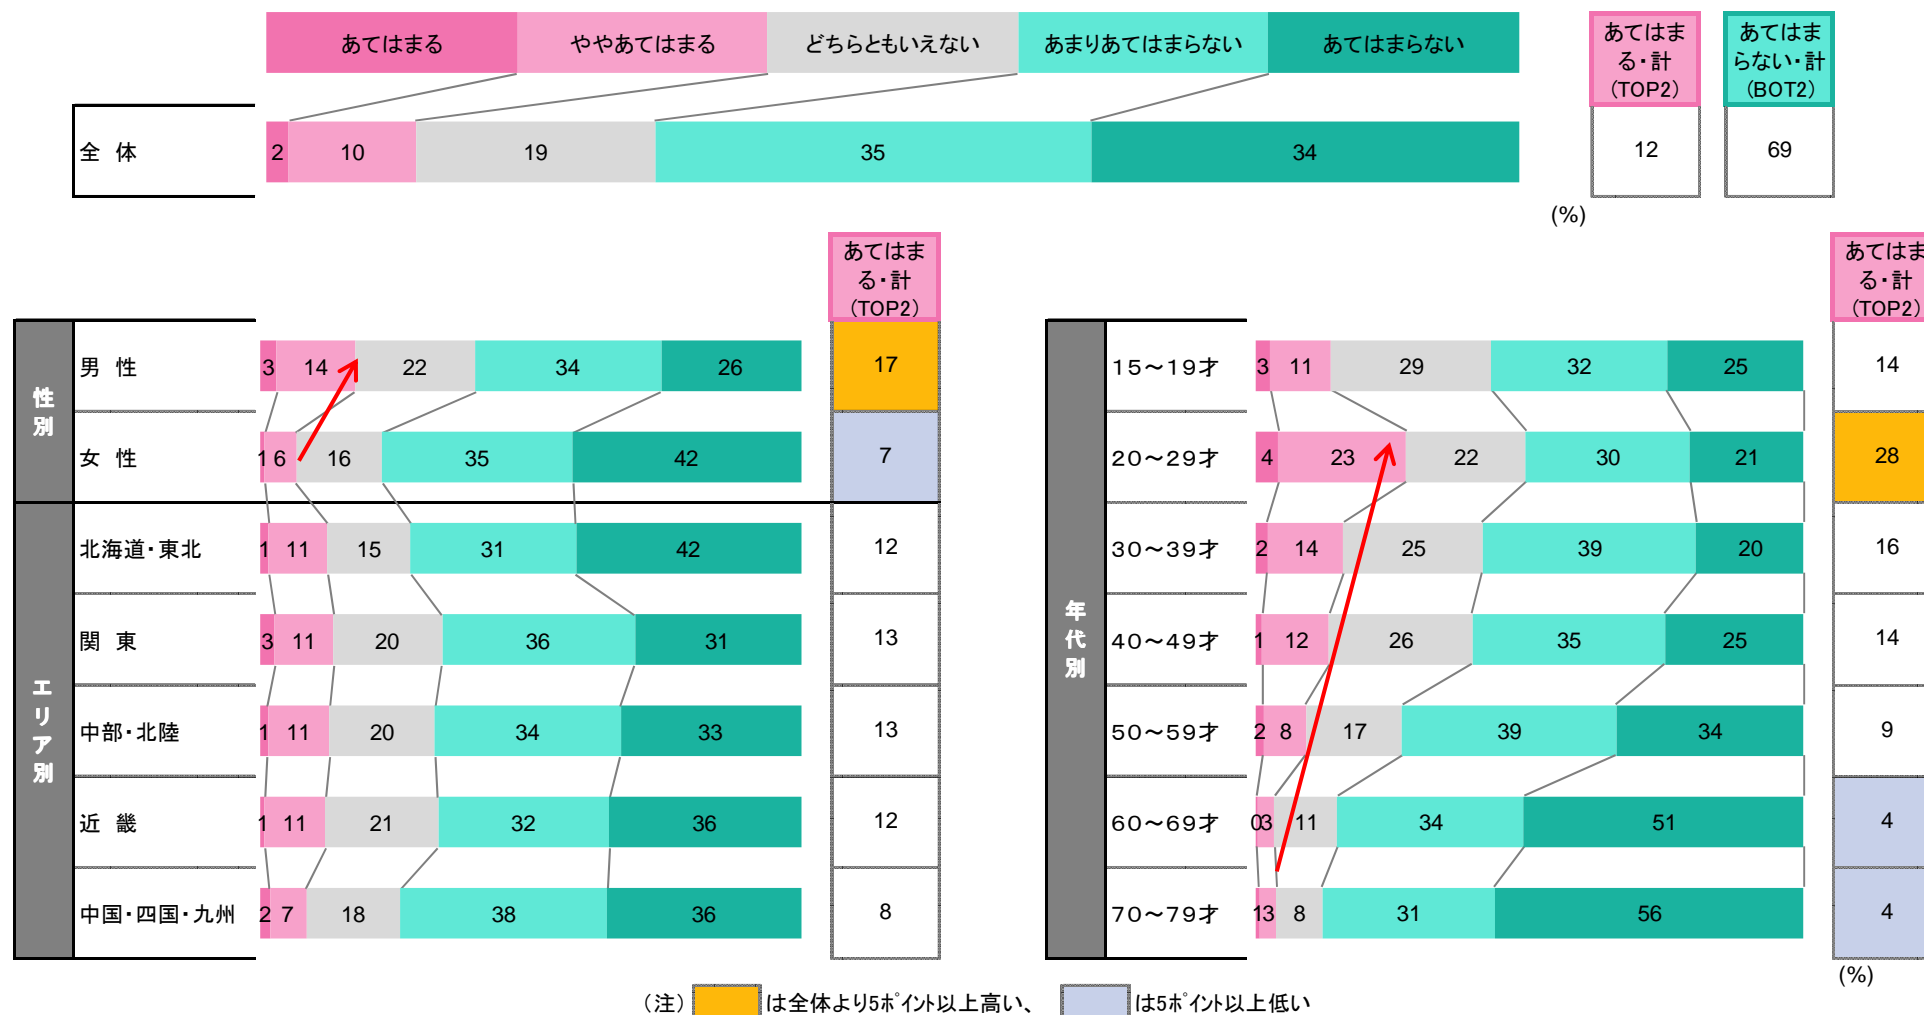 あてはまる ややあてはまる どちらともいえない あまりあてはまらない あてはまらない
あてはま
る・計
(TOP2)
あてはま
らない・計
(BOT2)
全 体 2 10 19 35 34 12 69
(%)
あてはま
る・計
(TOP2)
性別
男 性 3 14 22 34 26 17
女 性 1 6 16 35 42 7
エリア別
北海道・東北 1 11 15 31 42 12
関 東 3 11 20 36 31 13
中部・北陸 1 11 20 34 33 13
近 畿 1 11 21 32 36 12
中国・四国・九州 2 7 18 38 36 8
あてはま
る・計
(TOP2)
年代別
15~19才 3 11 29 32 25 14
20~29才 4 23 22 30 21 28
30~39才 2 14 25 39 20 16
40~49才 1 12 26 35 25 14
50~59才 2 8 17 39 34 9
60~69才 0 3 11 34 51 4
70~79才 1 3 8 31 56 4
(%)
(注) は全体より5ポイント以上高い、 は5ポイント以上低い